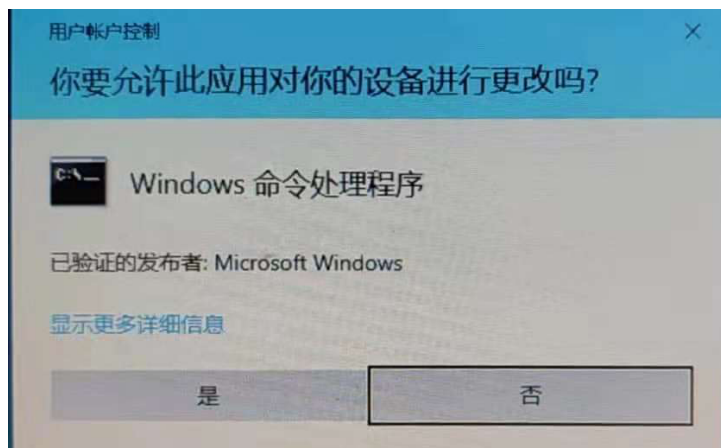 用户帐户控制
你要允许此应用对你的设备进行更改吗?
C:\_
Windows 命令处理程序
已验证的发布者: Microsoft Windows
显示更多详细信息
是
否